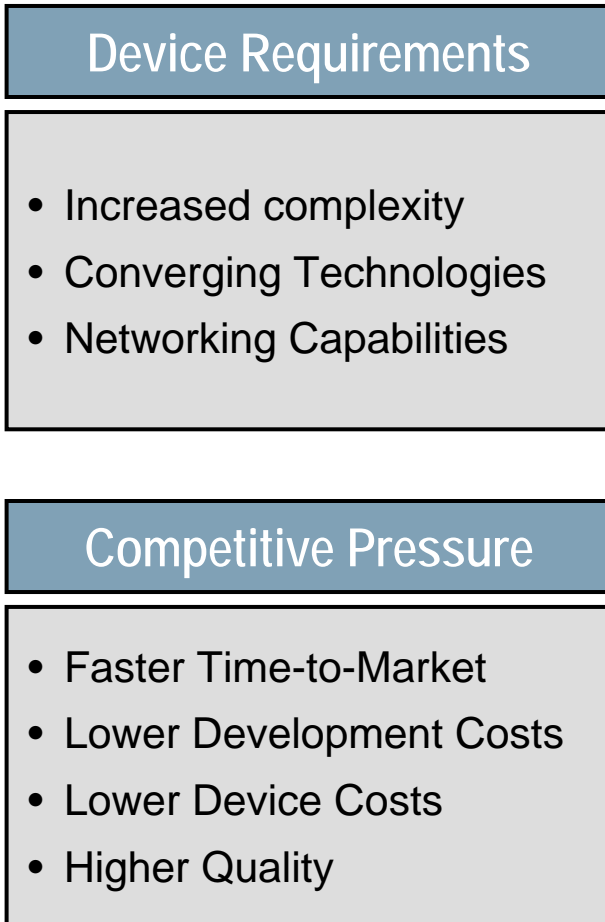 Device Requirements
• Increased complexity
• Converging Technologies
• Networking Capabilities
Competitive Pressure
• Faster Time-to-Market
• Lower Development Costs
• Lower Device Costs
• Higher Quality